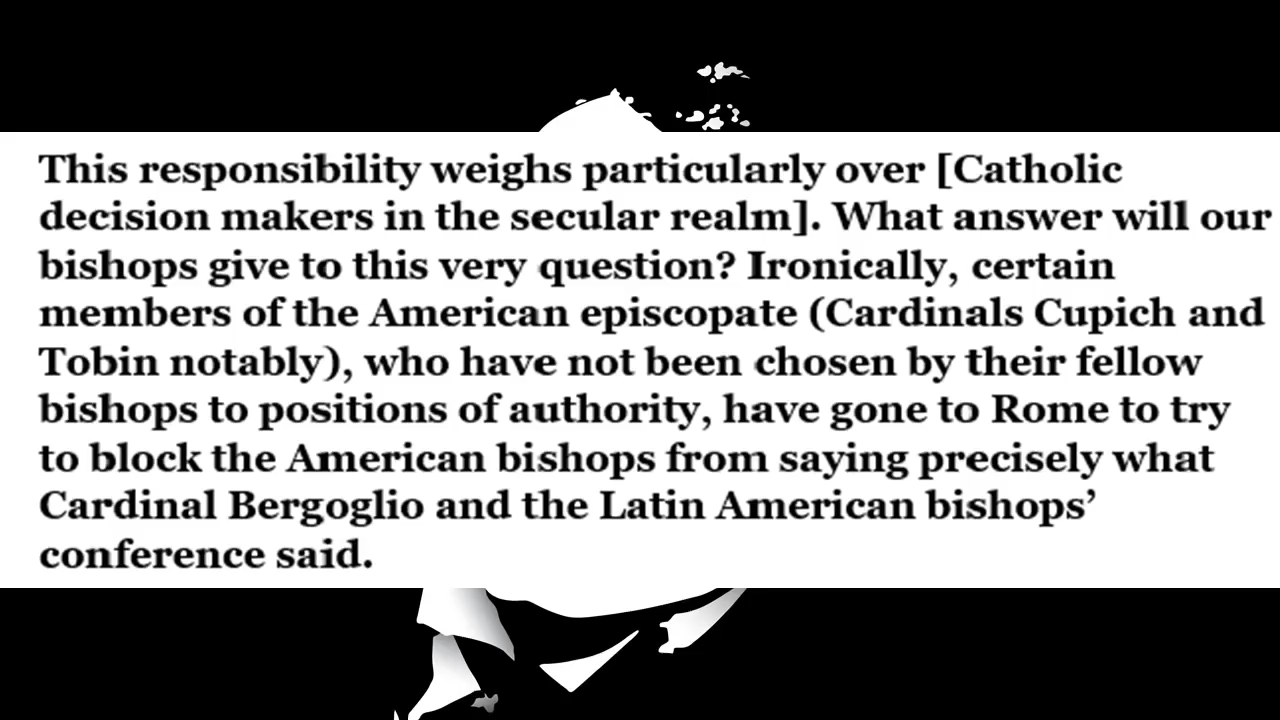 This responsibility weighs particularly over [Catholic
decision makers in the secular realm]. What answer will our
bishops give to this very question? Ironically, certain
members of the American episcopate (Cardinals Cupich and
Tobin notably), who have not been chosen by their fellow
bishops to positions of authority, have gone to Rome to try
to block the American bishops from saying precisely what
Cardinal Bergoglio and the Latin American bishops’
conference said.